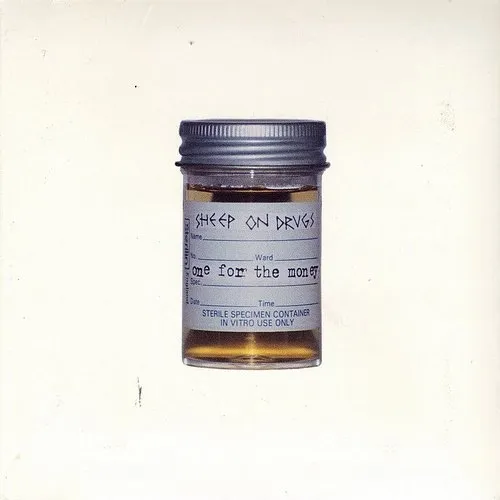 SHEEP ON DRUGS
Name
No. Ward
one for the money
Spec.
Date Time
STERILE SPECIMEN CONTAINER
IN VITRO USE ONLY